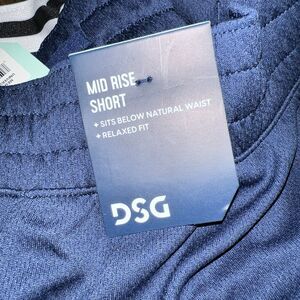 MID RISE
SHORT
+ SITS BELOW NATURAL WAIST
+ RELAXED FIT
DSG